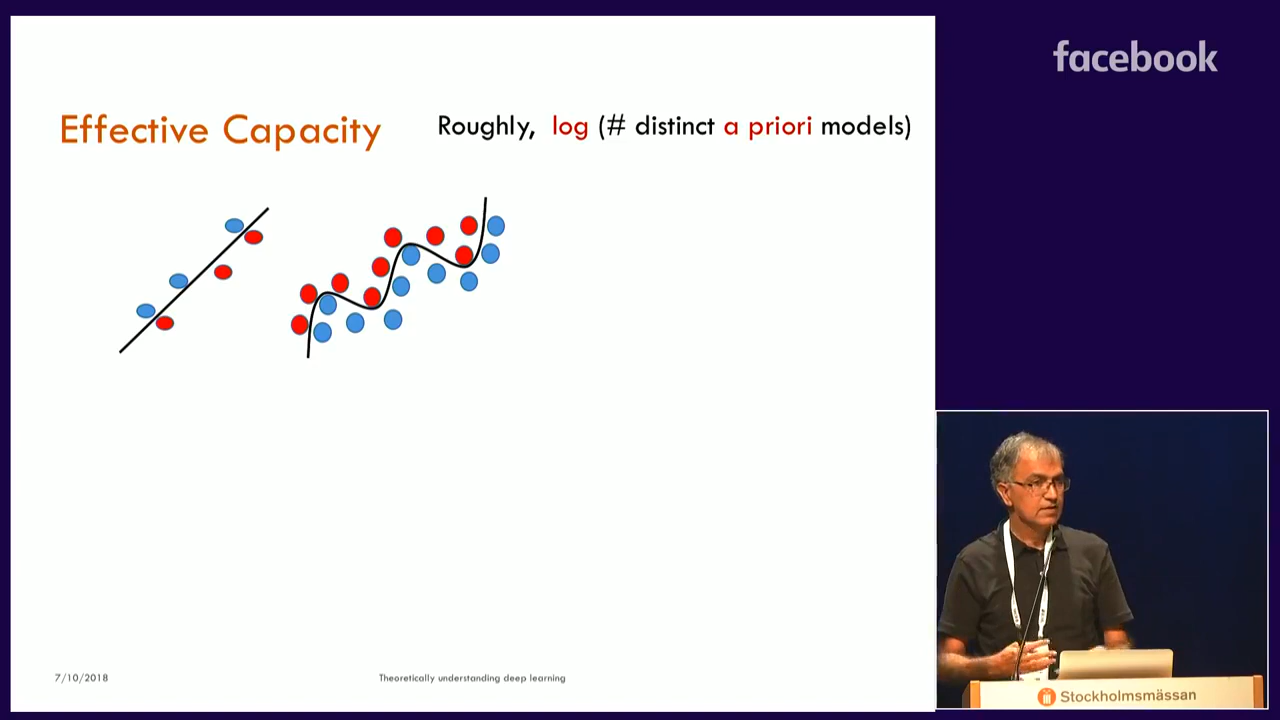 facebook
Effective Capacity
Roughly, log (# distinct a priori models)
7/10/2018
Theoretically understanding deep learning
Stockholmsmässan